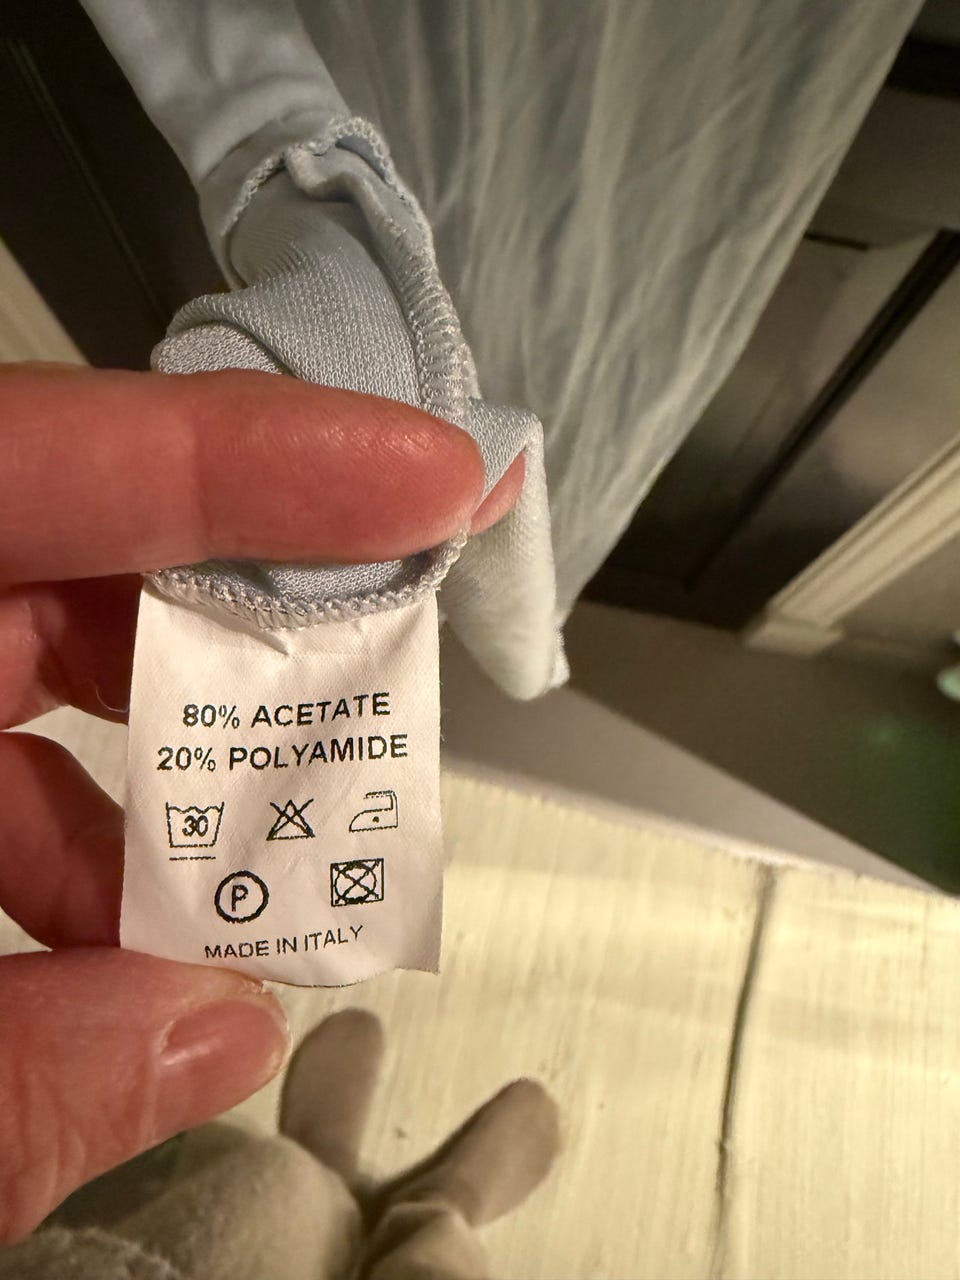 80% ACETATE
20% POLYAMIDE
30
P
MADE IN ITALY